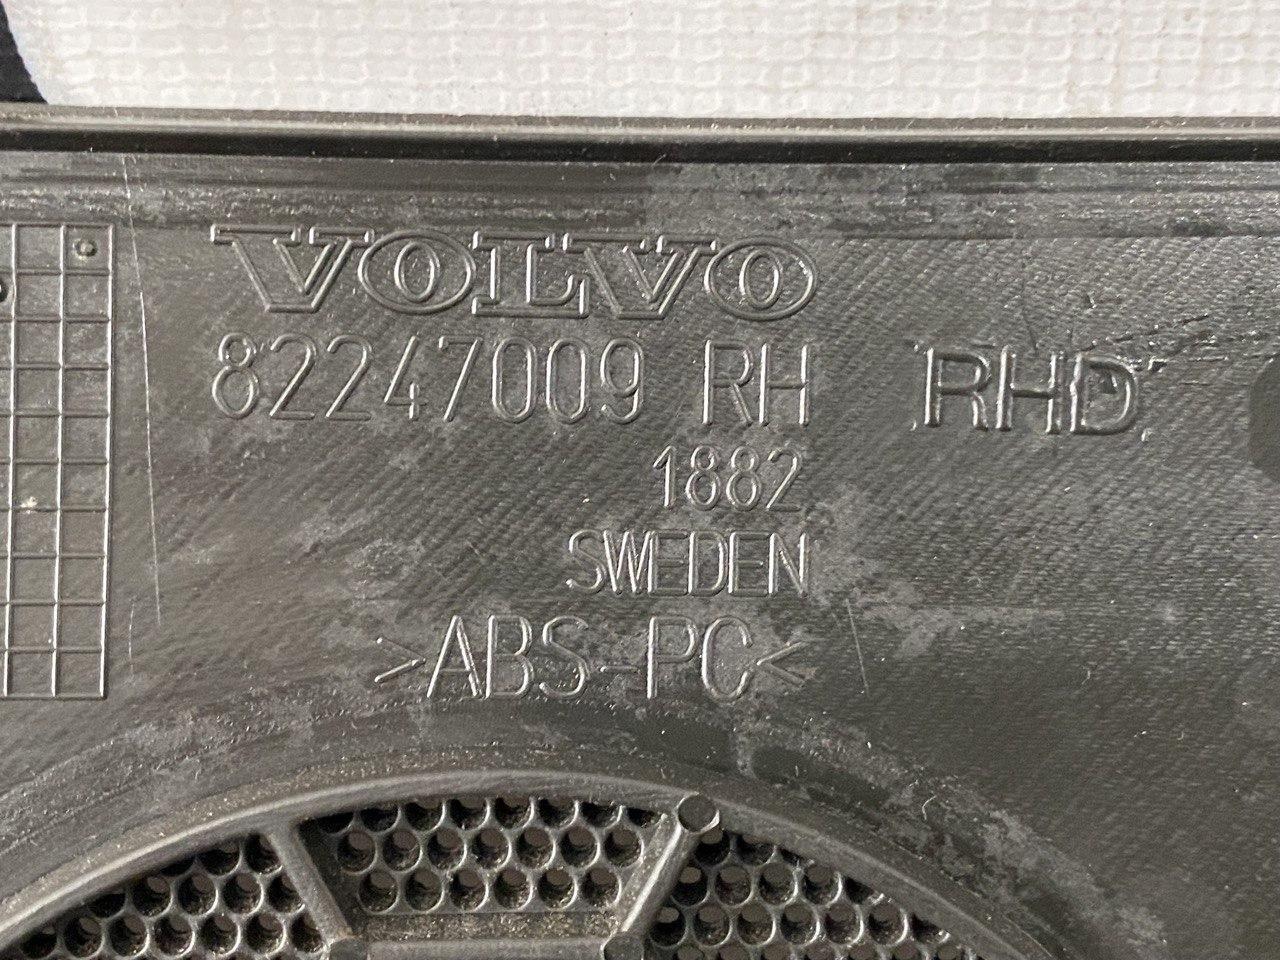 VOLVO
82247009 RH RHD
1882
SWEDEN
>ABS-PC<